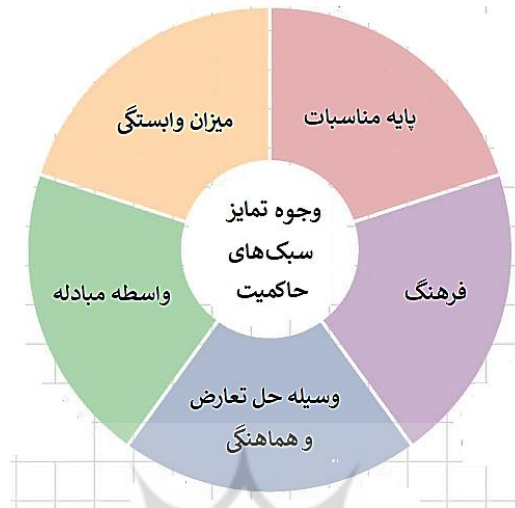 میزان وابستگی
پایه مناسبات
وجوه تمایز
سبک‌های
حاکمیت
واسطه مبادله
فرهنگ
وسیله حل تعارض
و هماهنگی